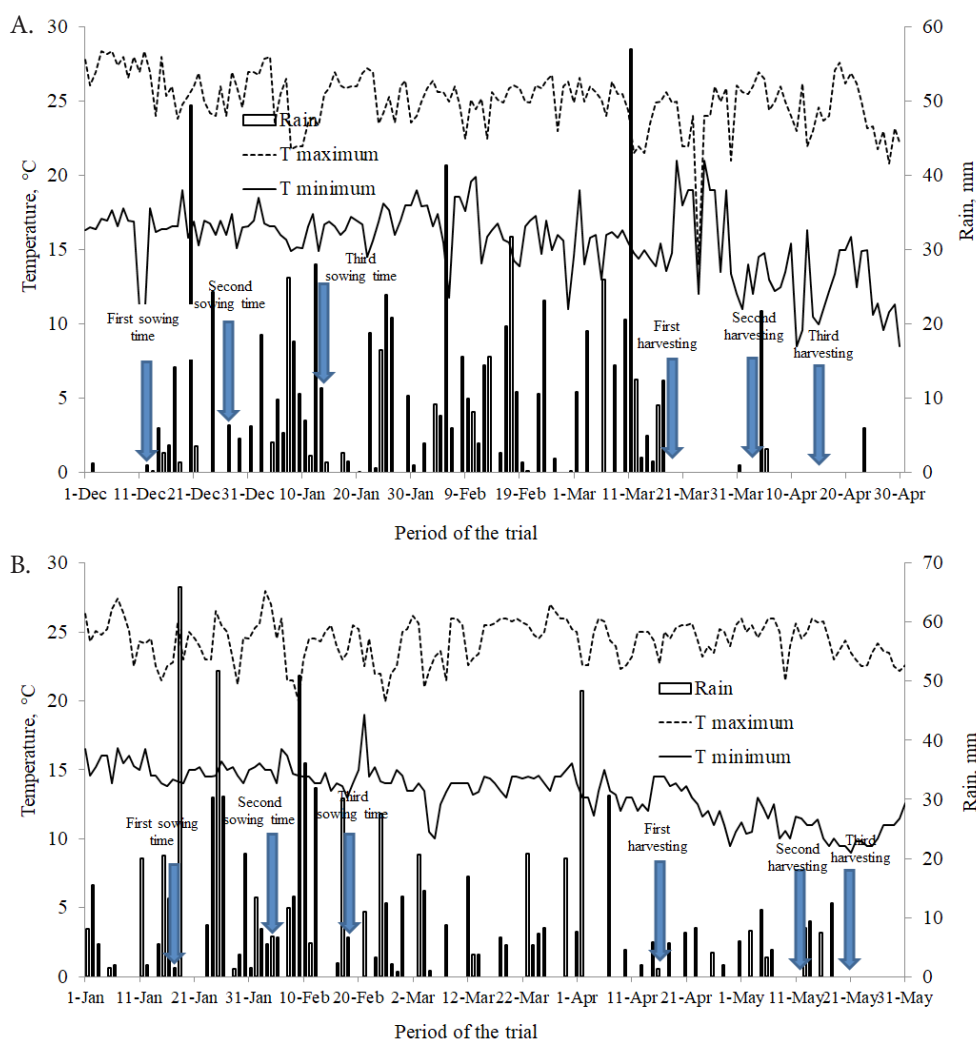 A.
30
60
25
50
20
40
15
30
10
20
5
10
0
0
Temperature, °C
Rain, mm
Rain
T maximum
T minimum
First sowing
time
Second
sowing time
Third
sowing time
First
harvesting
Second
harvesting
Third
harvesting
1-Dec 11-Dec 21-Dec 31-Dec 10-Jan 20-Jan 30-Jan 9-Feb 19-Feb 1-Mar 11-Mar 21-Mar 31-Mar 10-Apr 20-Apr 30-Apr
Period of the trial
B.
30
70
25
60
20
50
15
40
10
30
5
20
0
10
0
Temperature, °C
Rain, mm
Rain
T maximum
T minimum
First sowing
time
Second
sowing time
Third
sowing time
First
harvesting
Second
harvesting
Third
harvesting
1-Jan 11-Jan 21-Jan 31-Jan 10-Feb 20-Feb 2-Mar 12-Mar 22-Mar 1-Apr 11-Apr 21-Apr 1-May 11-May 21-May 31-May
Period of the trial